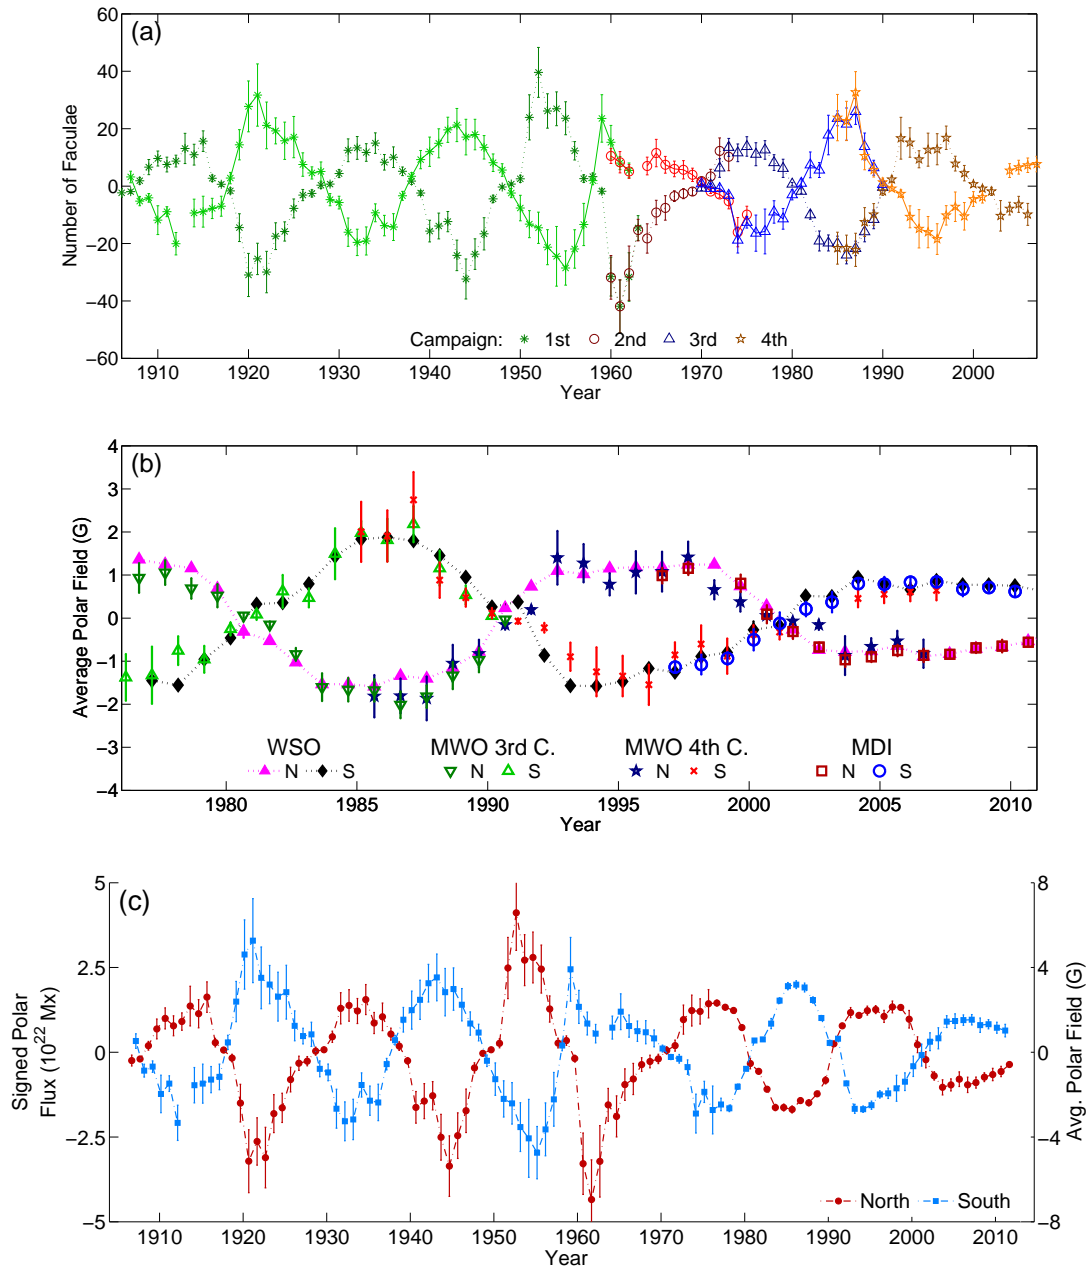 (a)
Number of Faculae
60
40
20
0
−20
−40
−60
Campaign: 1st 2nd 3rd 4th
1910 1920 1930 1940 1950 1960 1970 1980 1990 2000
Year
(b)
Average Polar Field (G)
4
3
2
1
0
−1
−2
−3
−4
WSO MWO 3rd C. MWO 4th C. MDI
N S N S N S N S
1980 1985 1990 1995 2000 2005 2010
Year
(c)
Signed Polar
Flux (10²² Mx)
5
2.5
0
−2.5
−5
8
4
0
−4
−8
Avg. Polar Field (G)
North South
1910 1920 1930 1940 1950 1960 1970 1980 1990 2000 2010
Year